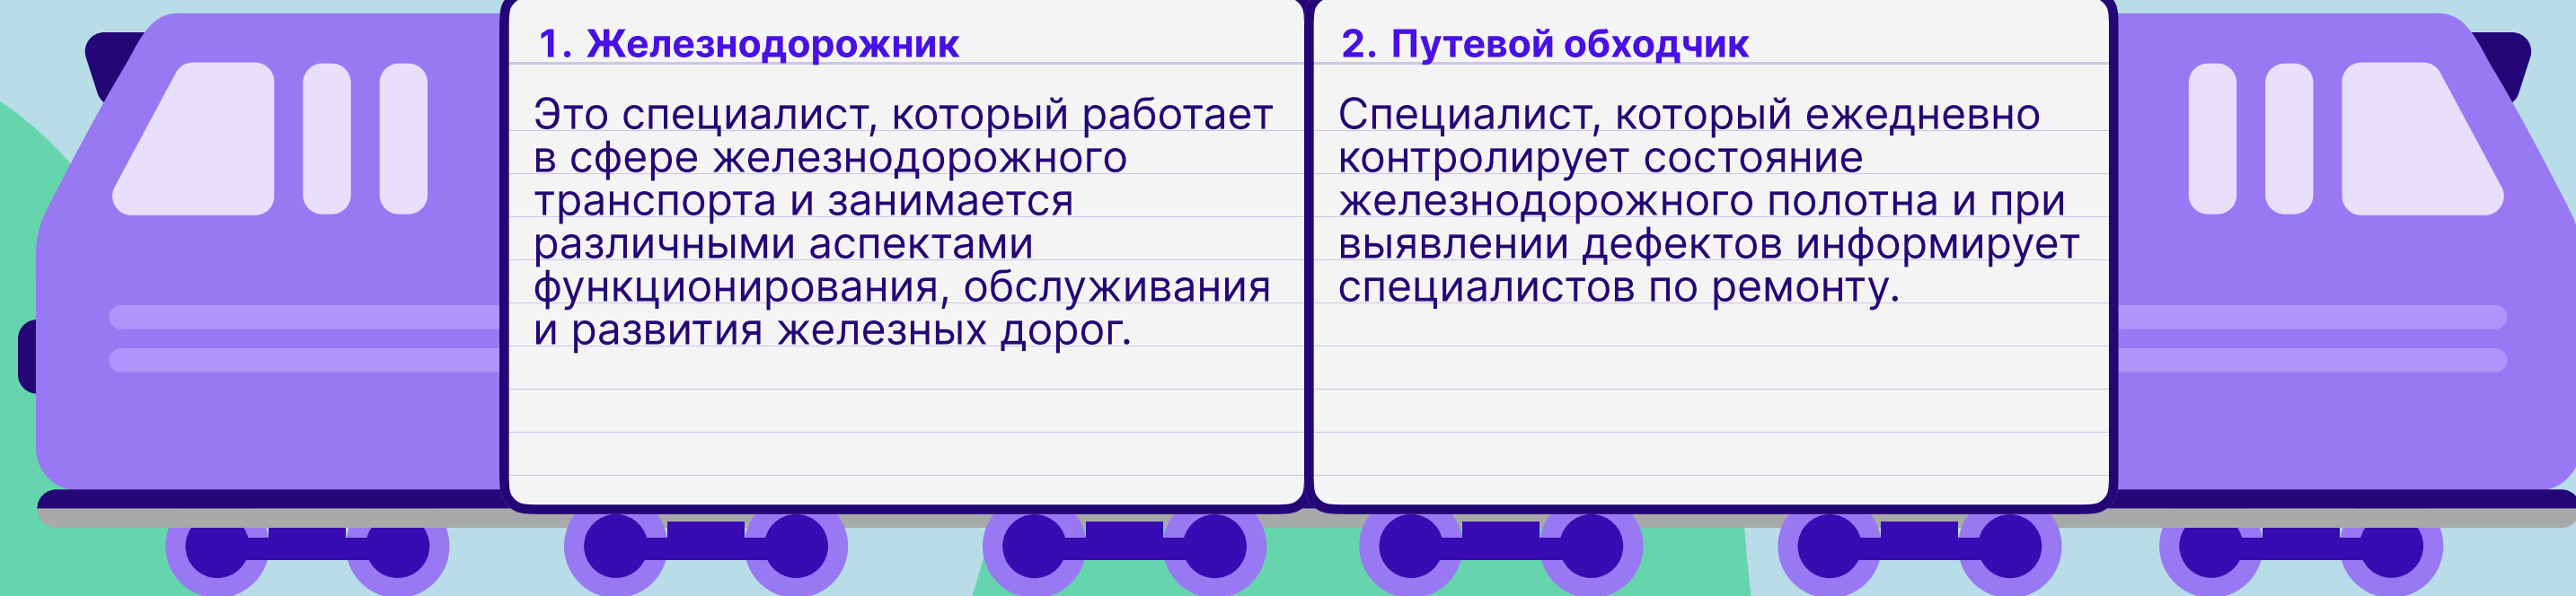 1. Железнодорожник
Это специалист, который работает
в сфере железнодорожного
транспорта и занимается
различными аспектами
функционирования, обслуживания
и развития железных дорог.
2. Путевой обходчик
Специалист, который ежедневно
контролирует состояние
железнодорожного полотна и при
выявлении дефектов информирует
специалистов по ремонту.